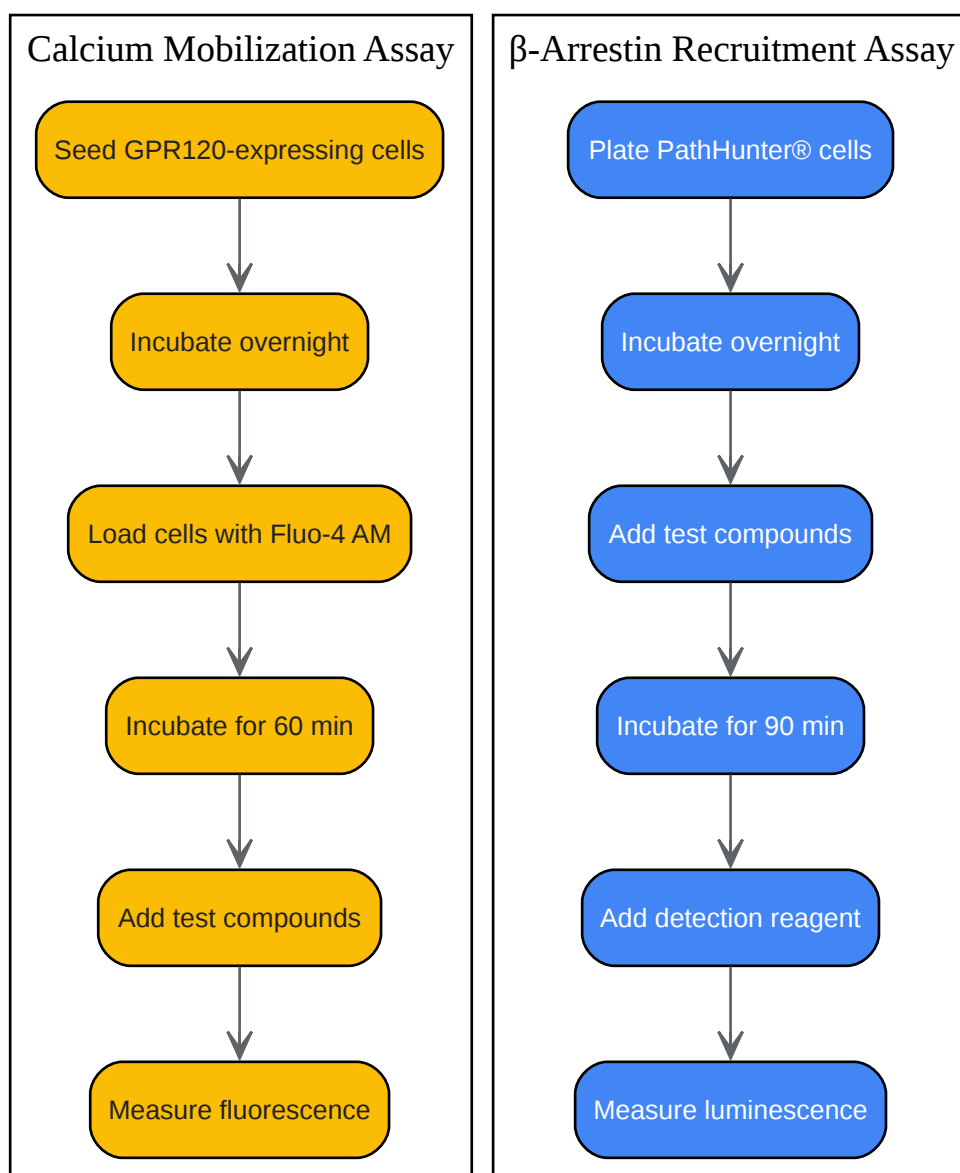 Calcium Mobilization Assay
Seed GPR120-expressing cells
Incubate overnight
Load cells with Fluo-4 AM
Incubate for 60 min
Add test compounds
Measure fluorescence
β-Arrestin Recruitment Assay
Plate PathHunter® cells
Incubate overnight
Add test compounds
Incubate for 90 min
Add detection reagent
Measure luminescence